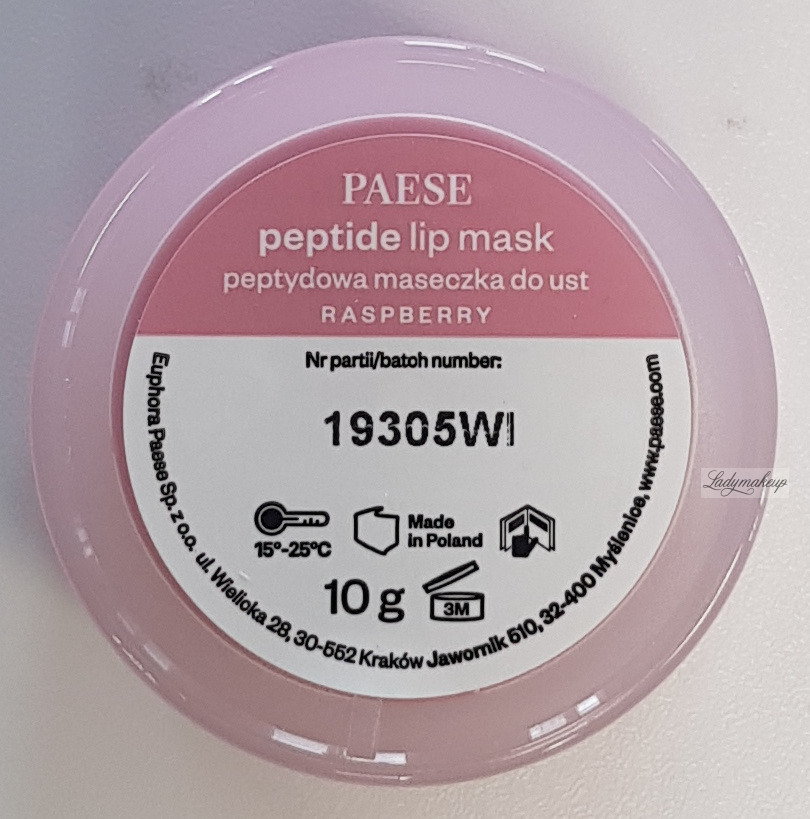 PAESE
peptide lip mask
peptydowa maseczka do ust
RASPBERRY
Nr partii/batch number:
19305WI
15°-25°C
Made
in Poland
10 g
3M
Euphora Paese Sp. z o.o. ul. Wielicka 28, 30-552 Kraków Jawornik 510, 32-400 Myślenice, www.paese.com
Ladymakeup